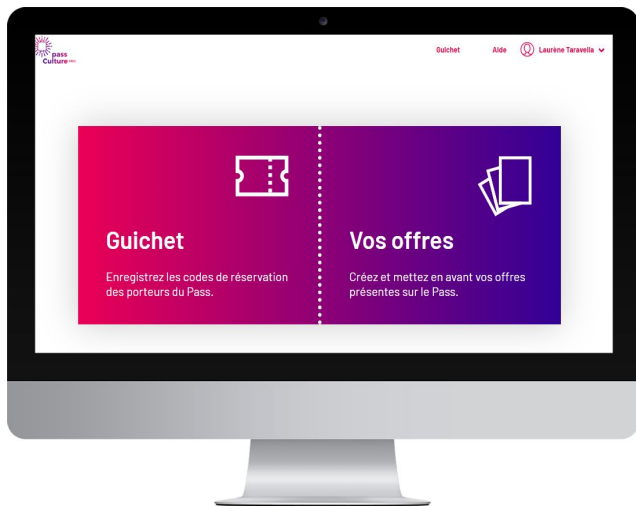 pass
Culture PRO
Guichet Aide Laurène Taravella
Guichet
Enregistrez les codes de réservation
des porteurs du Pass.
Vos offres
Créez et mettez en avant vos offres
présentes sur le Pass.